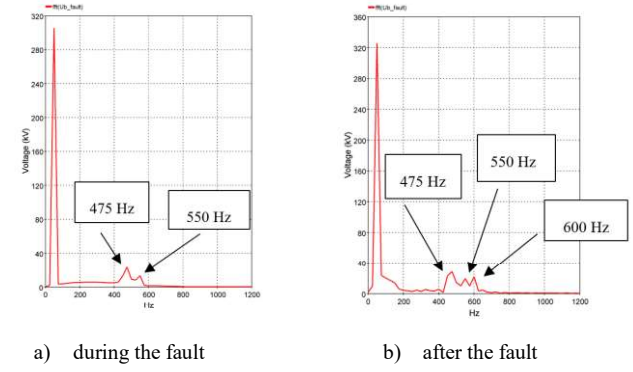 fft(Ub_fault)
320
280
240
200
160
120
80
40
0
Voltage (kV)
475 Hz
550 Hz
0 200 400 600 800 1000 1200
Hz
a) during the fault
fft(Ub_fault)
360
320
280
240
200
160
120
80
40
0
Voltage (kV)
475 Hz
550 Hz
600 Hz
0 200 400 600 800 1000 1200
Hz
b) after the fault